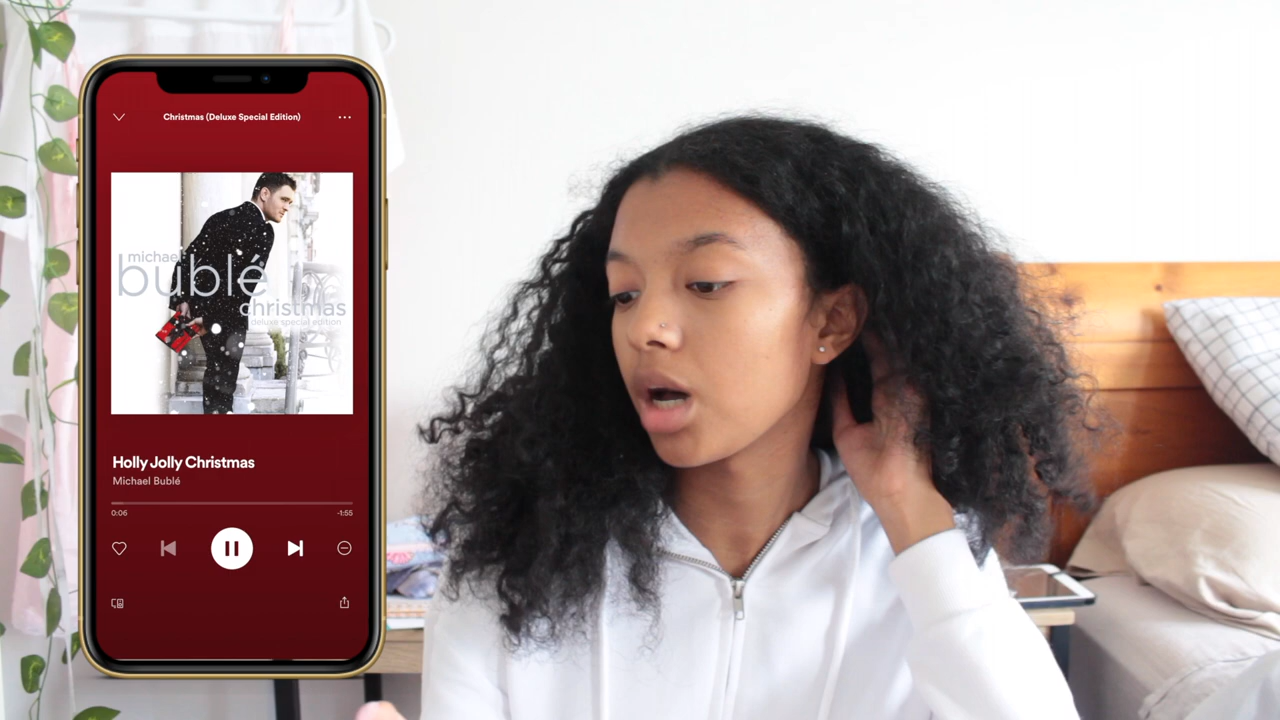 Christmas (Deluxe Special Edition)
michael
bublé
christmas
deluxe special edition
Holly Jolly Christmas
Michael Bublé
0:06
-1:55